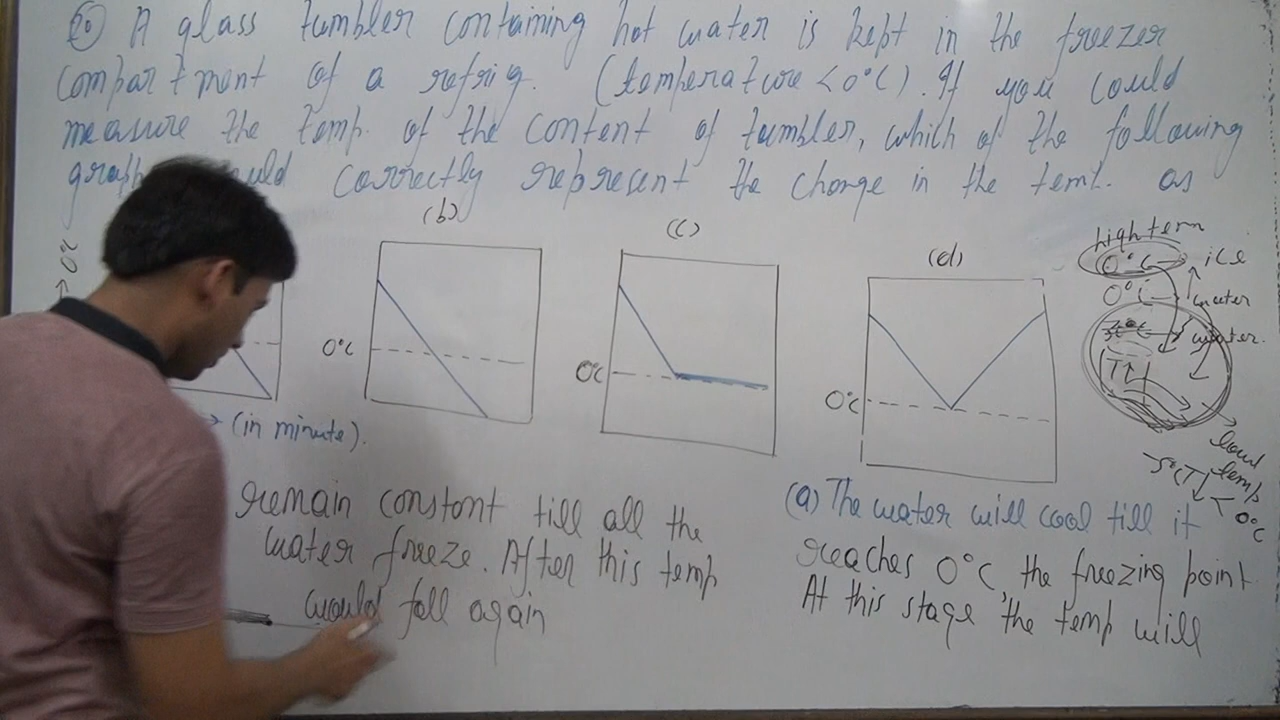 A glass tumbler containing hot water is kept in the freezer
compartment of a refrig. (temperature < 0°C). If you could
measure the temp. of the content of tumbler, which of the following
correctly represent the change in the temp. as
(b)
(c)
(d)
0°C
0°C
0°C
→ (in minute).
high tem
0°C
ice
0°C
water
water.
T↑
low
temp
-5°C
T
0°C
remain constant till all the
water freeze. After this temp
would fall again
(a) The water will cool till it
reaches 0°C, the freezing point.
At this stage, the temp will